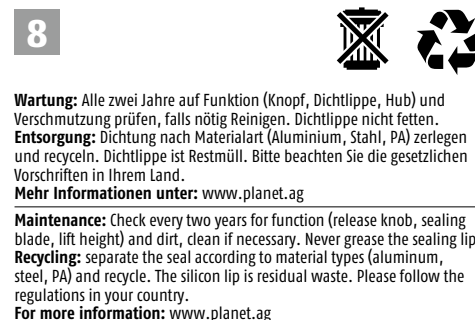 8
Wartung: Alle zwei Jahre auf Funktion (Knopf, Dichtlippe, Hub) und
Verschmutzung prüfen, falls nötig Reinigen. Dichtlippe nicht fetten.
Entsorgung: Dichtung nach Materialart (Aluminium, Stahl, PA) zerlegen
und recyceln. Dichtlippe ist Restmüll. Bitte beachten Sie die gesetzlichen
Vorschriften in Ihrem Land.
Mehr Informationen unter: www.planet.ag
Maintenance: Check every two years for function (release knob, sealing
blade, lift height) and dirt, clean if necessary. Never grease the sealing lip
Recycling: separate the seal according to material types (aluminum,
steel, PA) and recycle. The silicon lip is residual waste. Please follow the
regulations in your country.
For more information: www.planet.ag